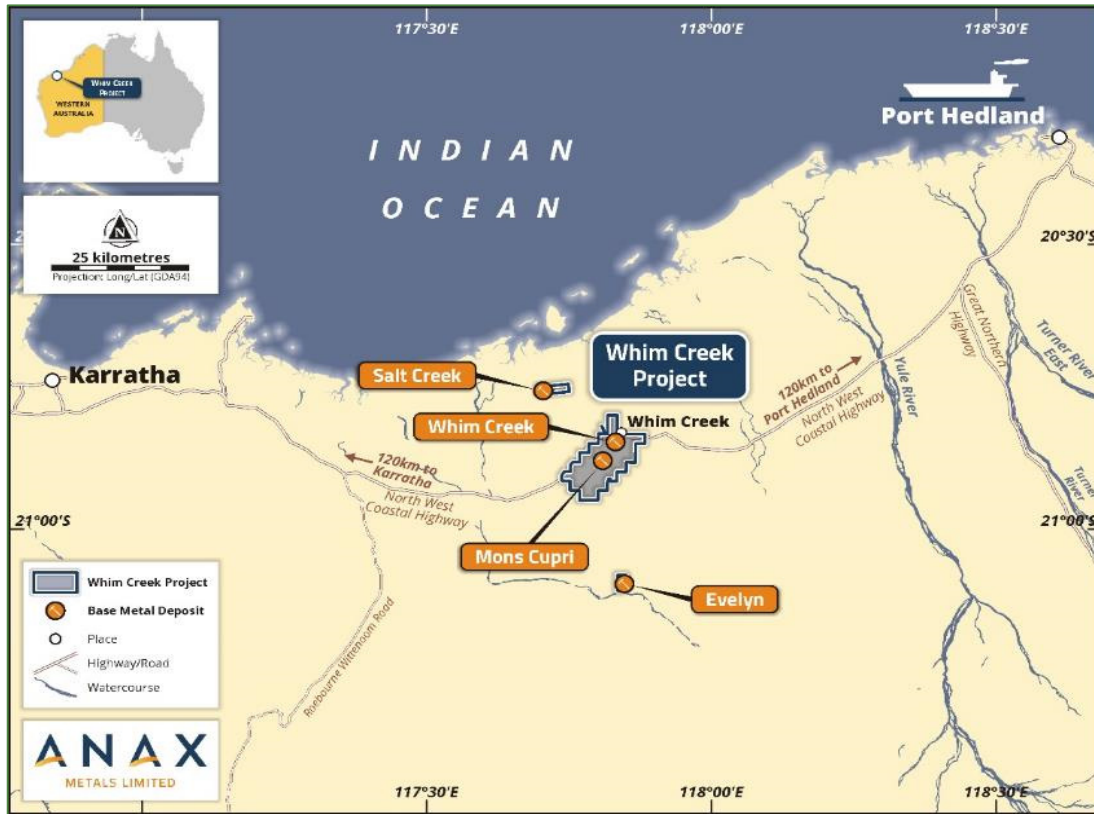 117°30'E
118°00'E
118°30'E
WHIM CREEK
PROJECT
WESTERN
AUSTRALIA
Port Hedland
INDIAN
OCEAN
N
25 kilometres
Projection: Long/Lat (GDA94)
20°30'S
Great Northern
Highway
Turner River
East
Whim Creek
Project
Karratha
Salt Creek
Yule River
120km to
Port Hedland
North West
Coastal Highway
Whim Creek
Whim Creek
120km to
Karratha
North West
Coastal Highway
Turner
River
21°00'S
21°00'S
Mons Cupri
Whim Creek Project
Base Metal Deposit
Evelyn
Place
Highway/Road
Watercourse
Roebourne Wittenoom Road
ANAX
METALS LIMITED
117°30'E
118°00'E
118°30'E